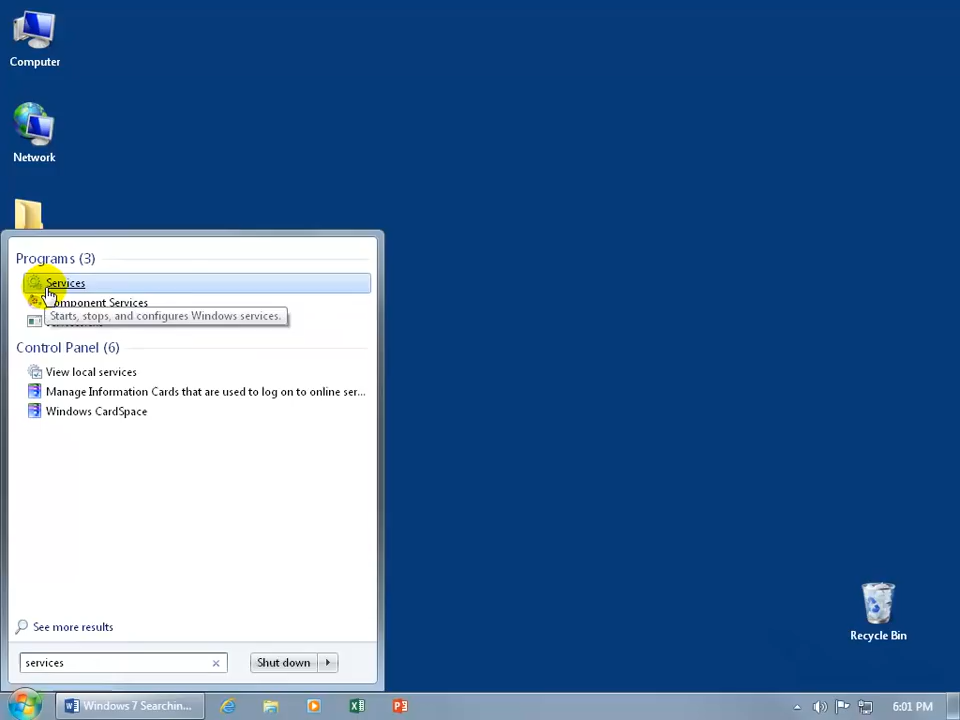 Computer
Network
Programs (3)
Services
Component Services
Starts, stops, and configures Windows services.
Control Panel (6)
View local services
Manage Information Cards that are used to log on to online ser...
Windows CardSpace
See more results
services
Shut down
Recycle Bin
Windows 7 Searchin...
6:01 PM